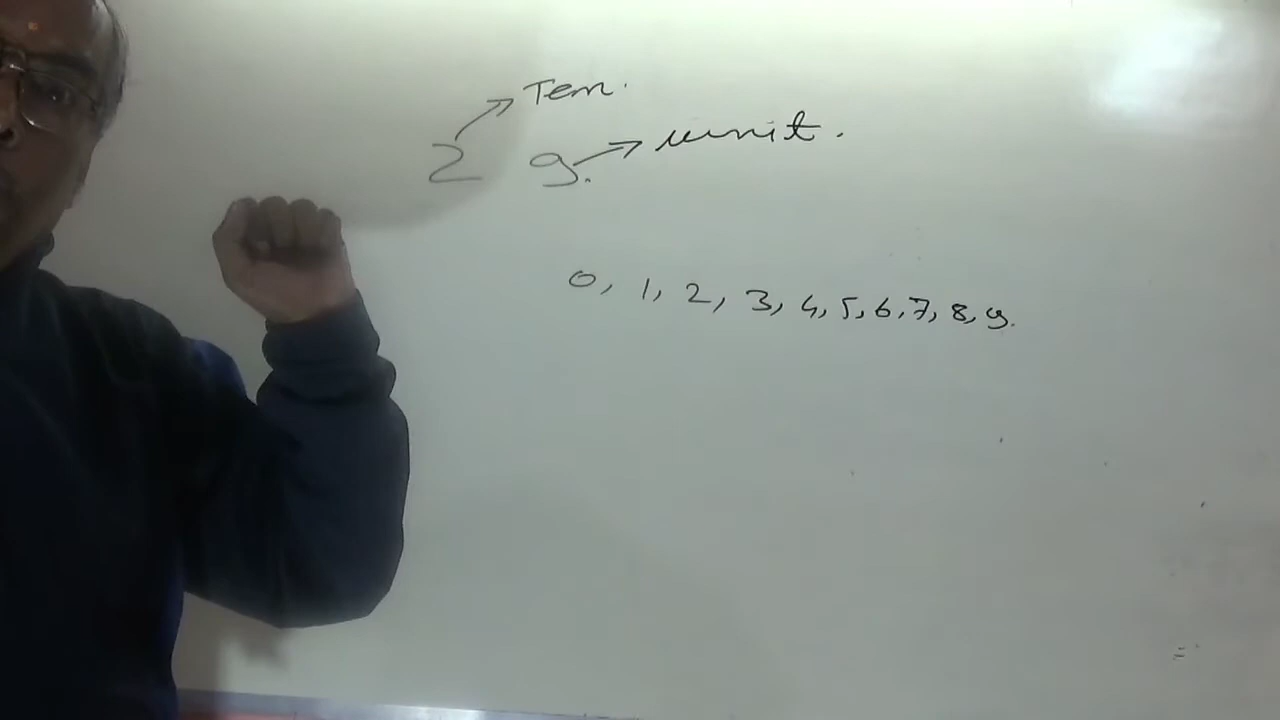 Ten.
2 9. unit.
0, 1, 2, 3, 4, 5, 6, 7, 8, 9.